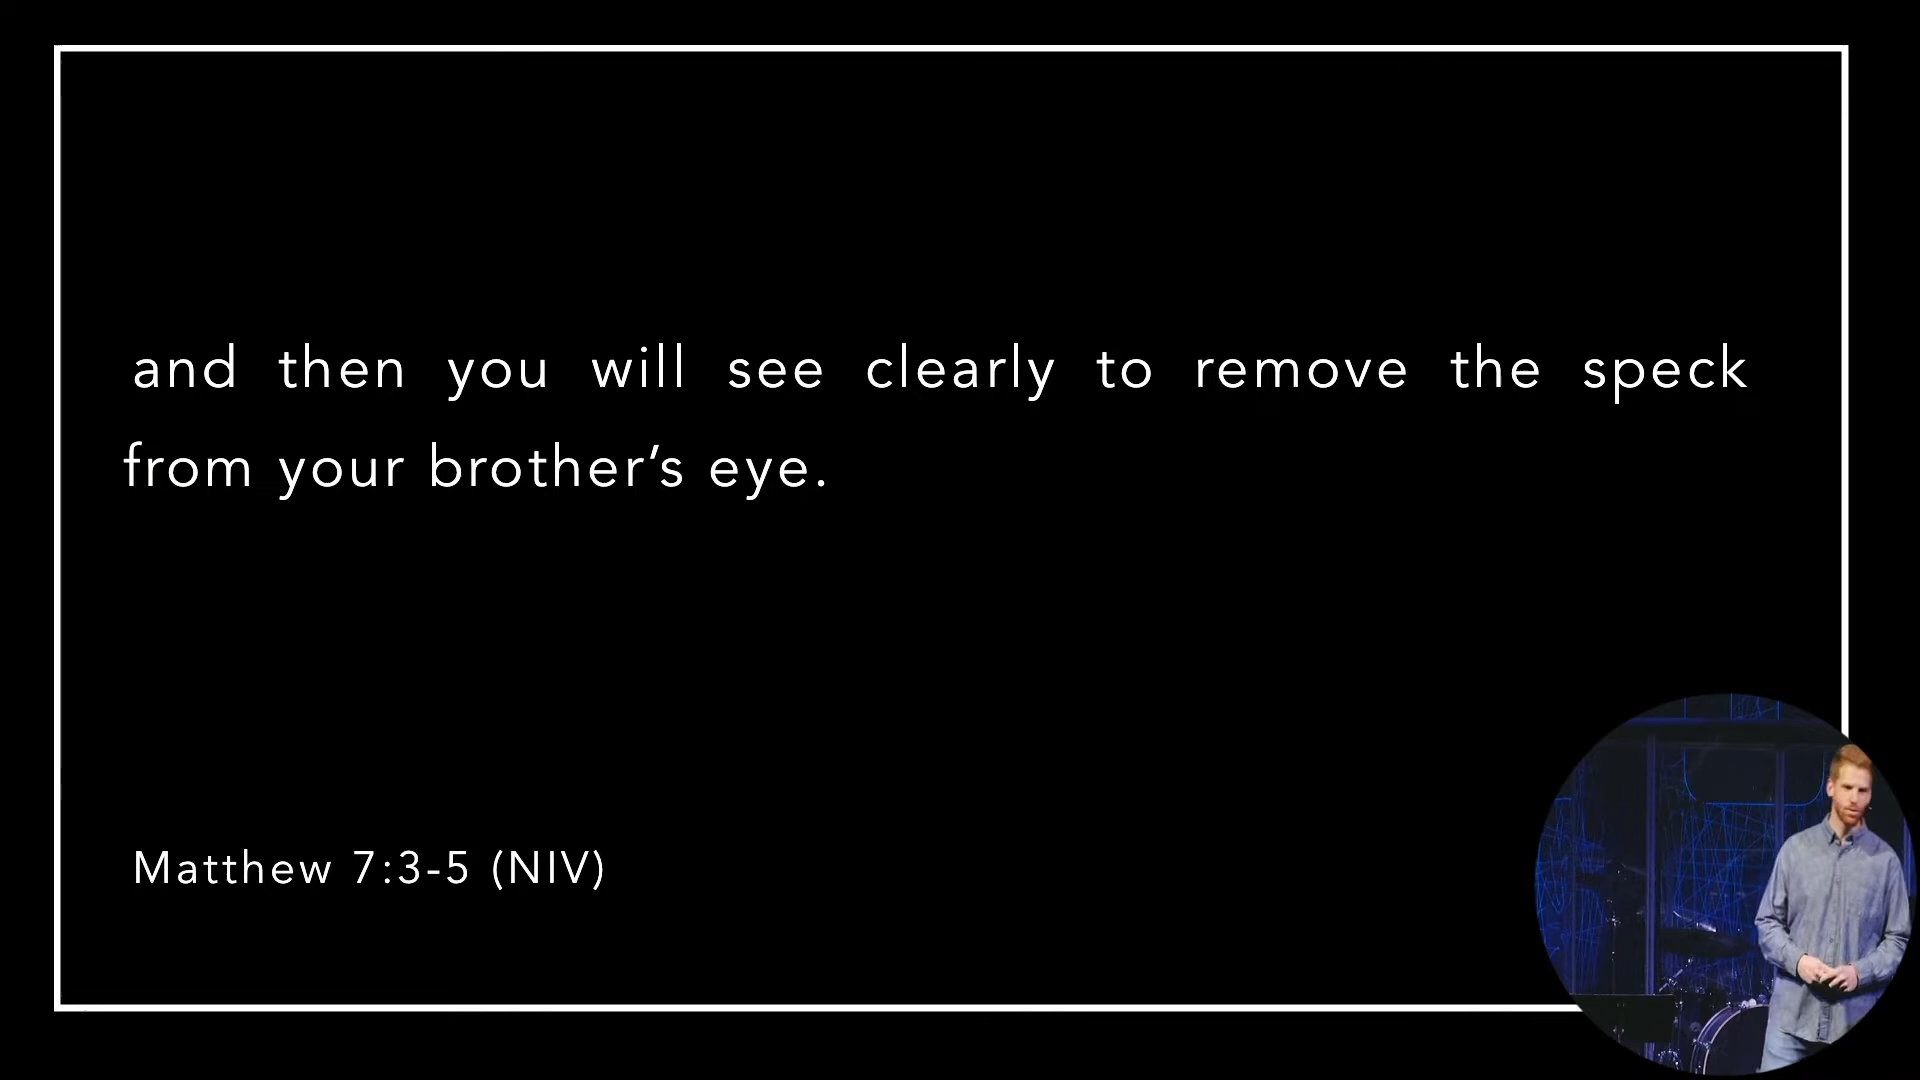 and then you will see clearly to remove the speck
from your brother’s eye.
Matthew 7:3-5 (NIV)